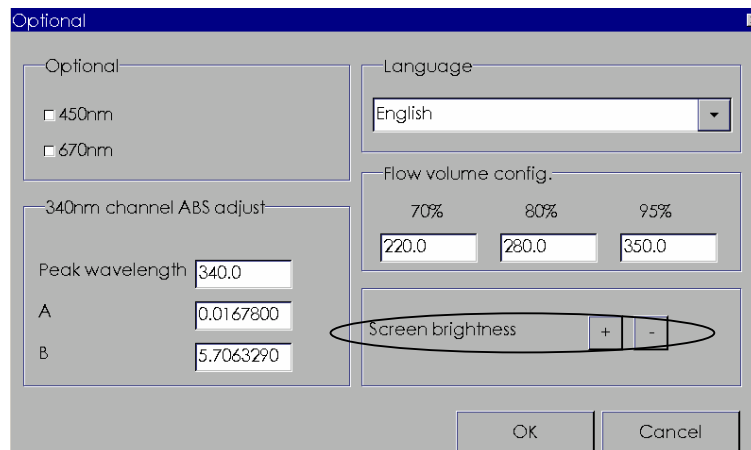 Optional
Optional
450nm
670nm
340nm channel ABS adjust
Peak wavelength 340.0
A 0.0167800
B 5.7063290
Language
English
Flow volume config.
70% 80% 95%
220.0 280.0 350.0
Screen brightness + -
OK Cancel